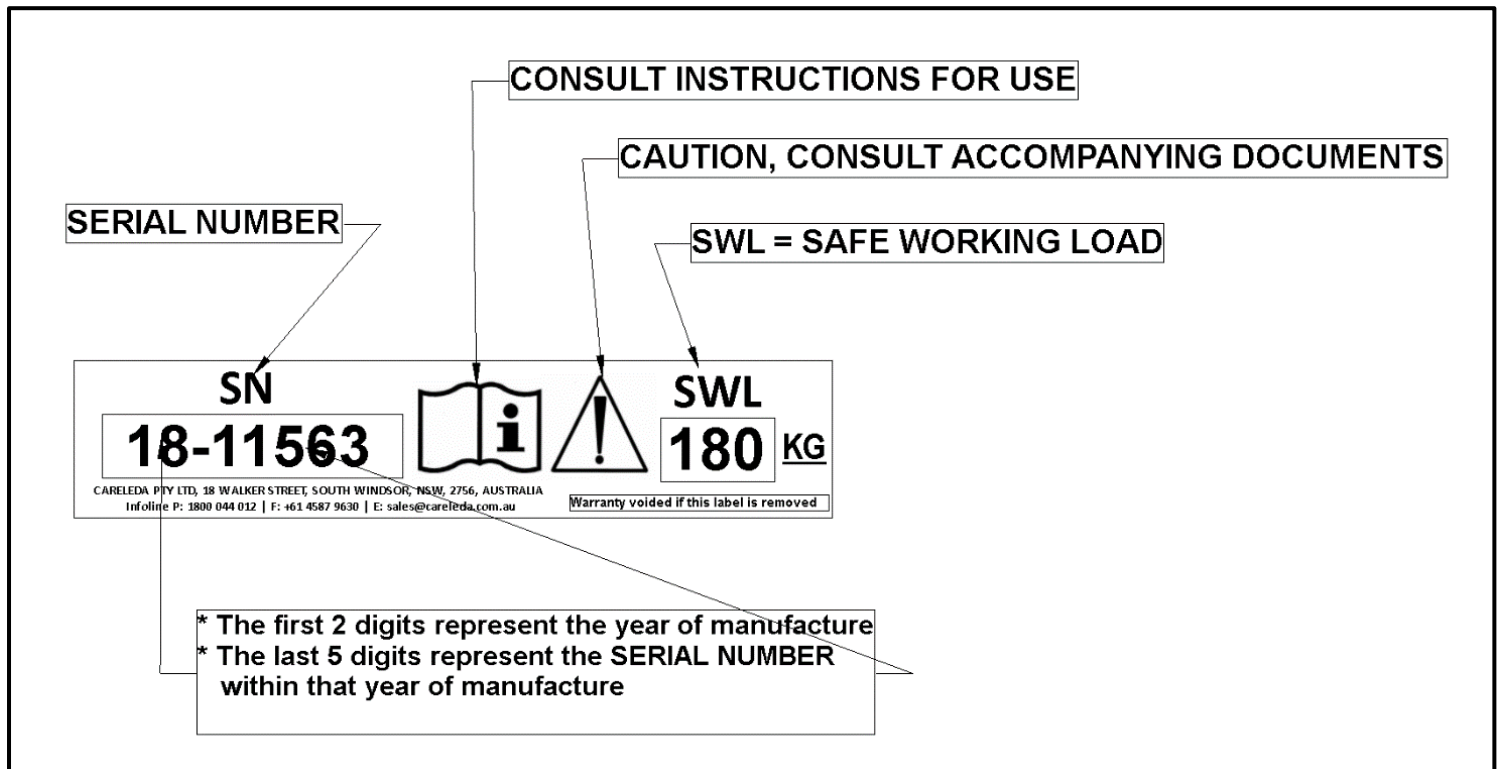 CONSULT INSTRUCTIONS FOR USE
CAUTION, CONSULT ACCOMPANYING DOCUMENTS
SERIAL NUMBER
SWL = SAFE WORKING LOAD
SN
SWL
18-11563
180 KG
CARELEDA PTY LTD, 18 WALKER STREET, SOUTH WINDSOR, NSW, 2756, AUSTRALIA
Infoline P: 1800 044 012 | F: +61 4587 9630 | E: sales@careleda.com.au
Warranty voided if this label is removed
* The first 2 digits represent the year of manufacture
* The last 5 digits represent the SERIAL NUMBER
within that year of manufacture